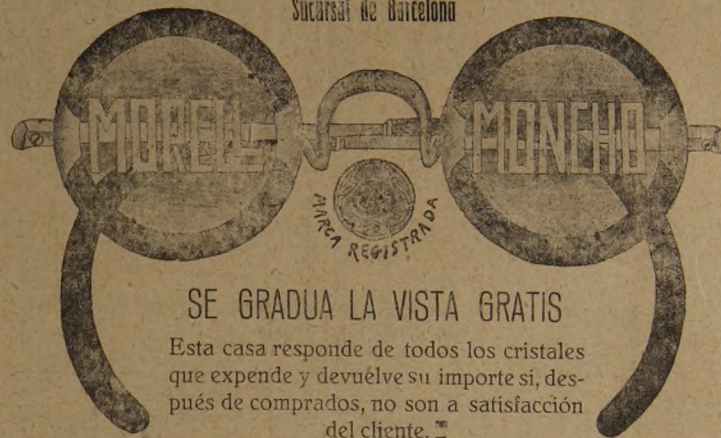 Sucursal de Barcelona
MORELL MONCHO
MARCA REGISTRADA
SE GRADUA LA VISTA GRATIS
Esta casa responde de todos los cristales
que expende y devuelve su importe si, des-
pués de comprados, no son a satisfacción
del cliente.